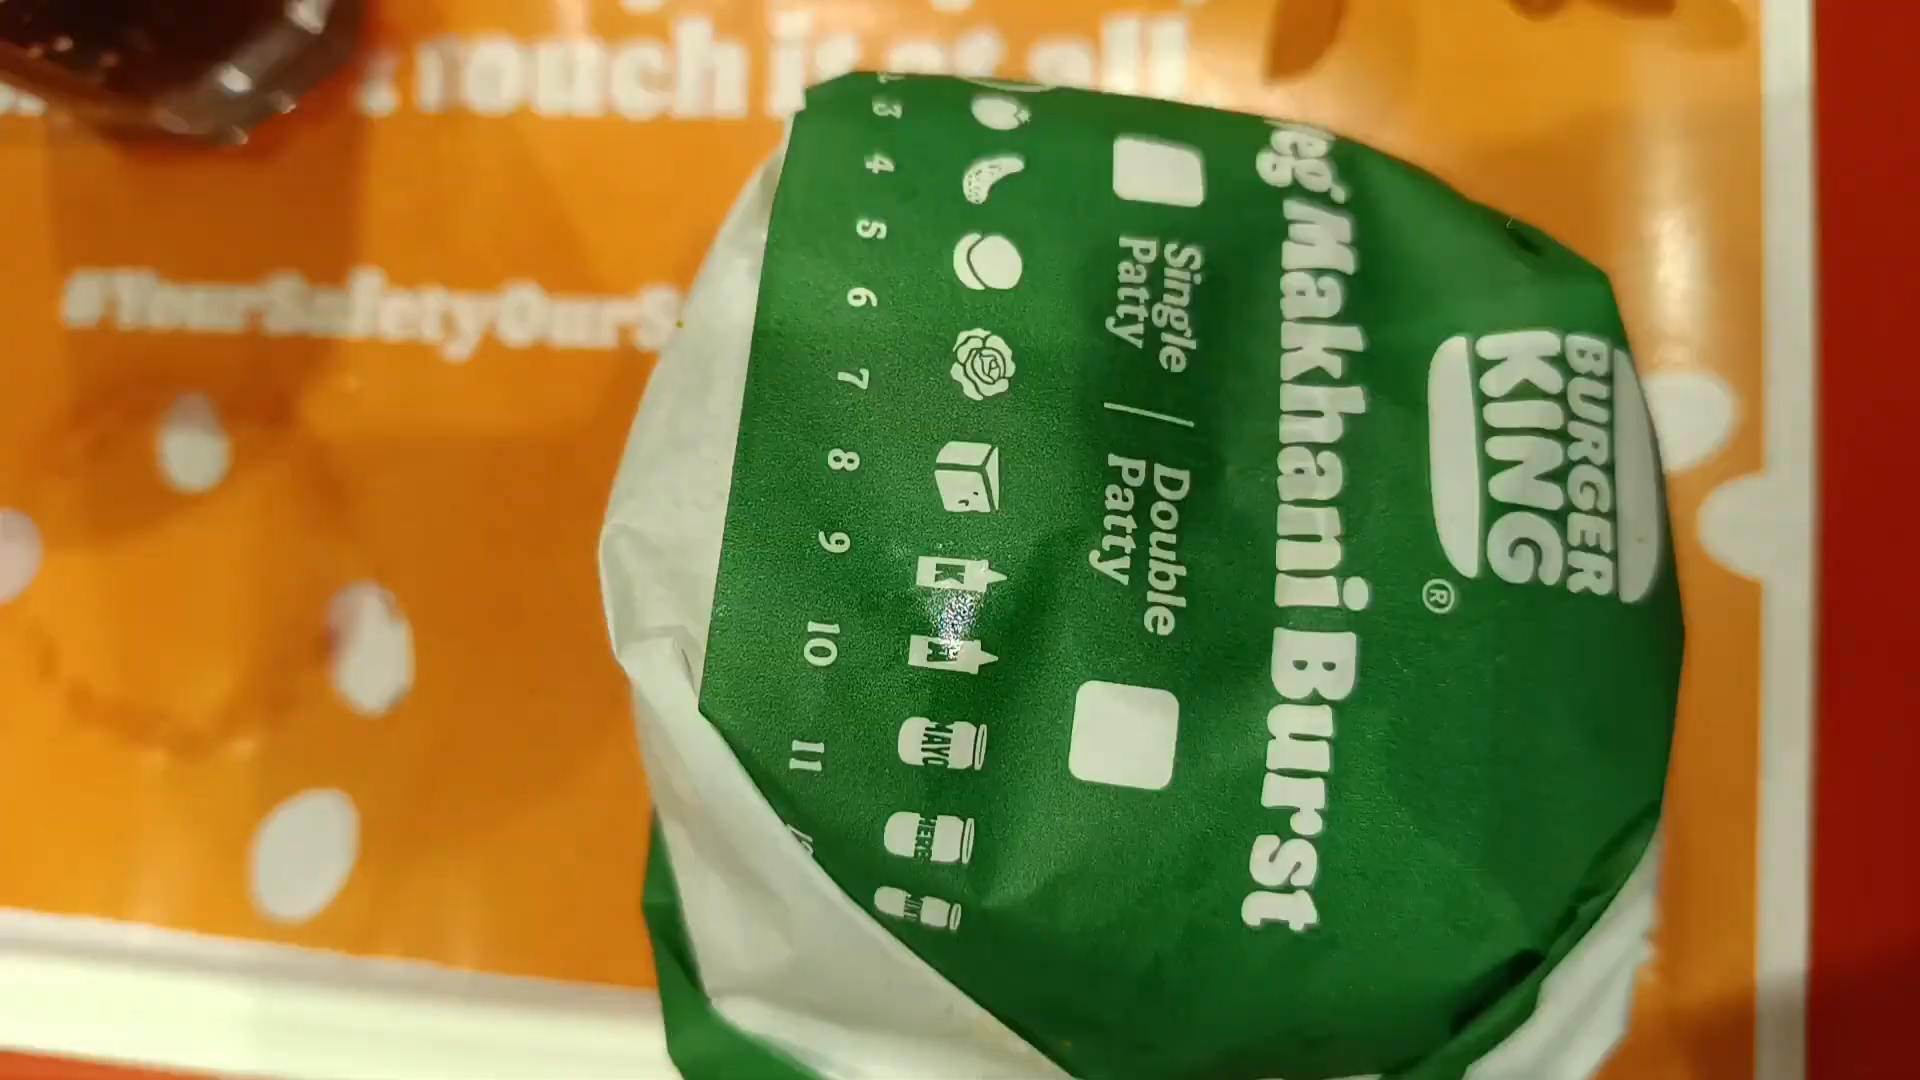 touch it at all
#YourSafetyOurS
BURGER
KING
®
Veg Makhani Burst
Single
Patty
|
Double
Patty
K
MAYO
HERB
3 4 5 6 7 8 9 10 11